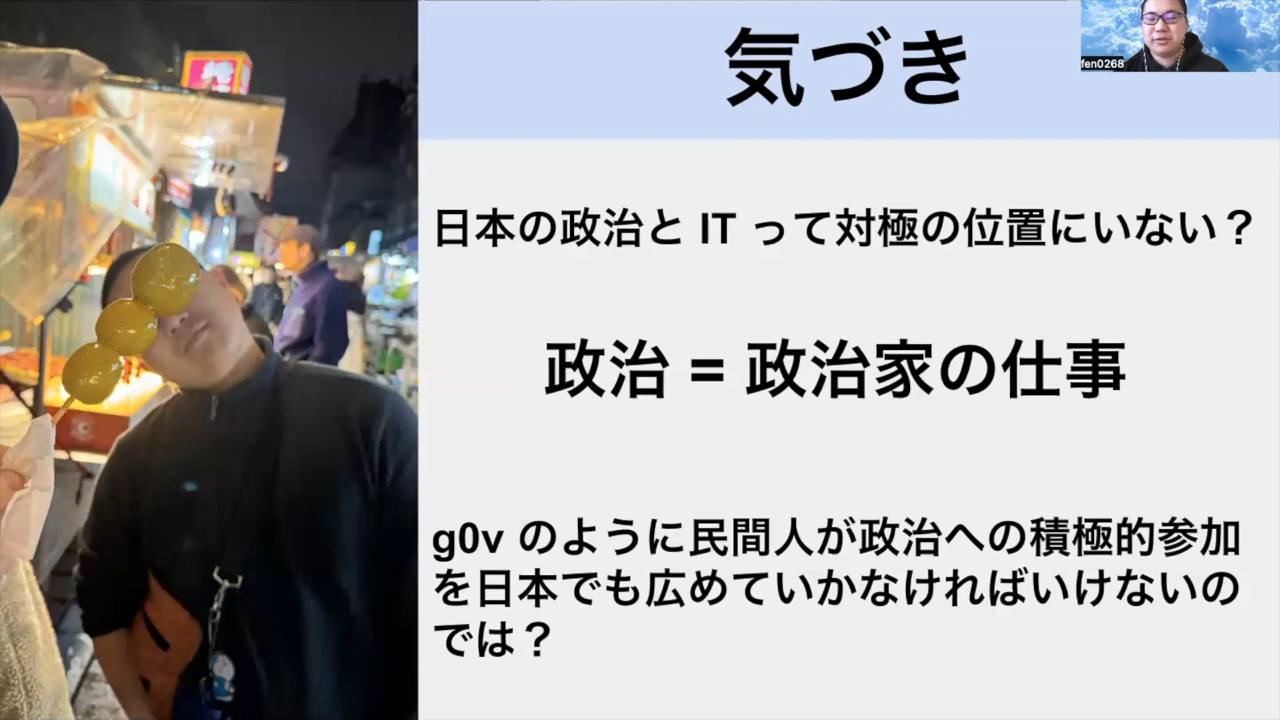 気づき
fen0268
日本の政治と IT って対極の位置にいない？
政治 = 政治家の仕事
g0v のように民間人が政治への積極的参加
を日本でも広めていかなければいけないの
では？